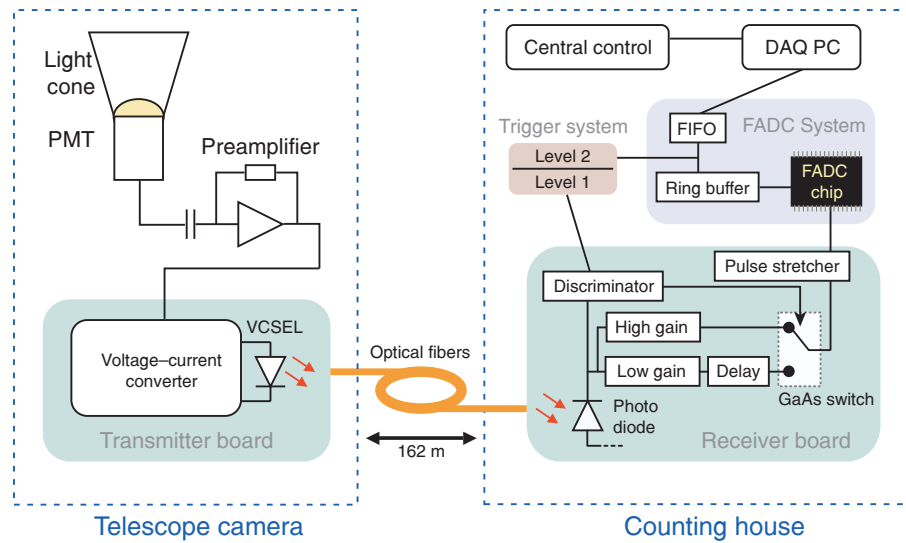 Light
cone
PMT
Preamplifier
VCSEL
Voltage–current
converter
Transmitter board
Telescope camera
Optical fibers
162 m
Central control
DAQ PC
Trigger system
Level 2
Level 1
FIFO
FADC System
Ring buffer
FADC
chip
Pulse stretcher
Discriminator
High gain
Low gain
Delay
GaAs switch
Photo
diode
Receiver board
Counting house